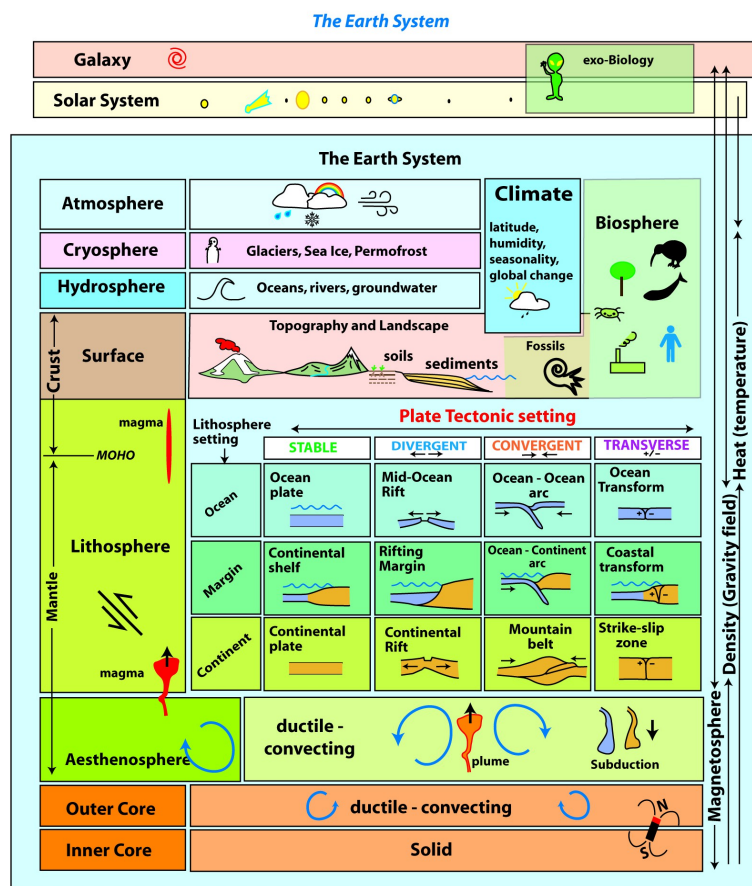 The Earth System
Galaxy
exo-Biology
Solar System
The Earth System
Atmosphere
Climate
latitude,
humidity,
seasonality,
global change
Biosphere
Cryosphere
Glaciers, Sea Ice, Permofrost
Hydrosphere
Oceans, rivers, groundwater
Crust
Surface
Topography and Landscape
soils
sediments
Fossils
magma
MOHO
Lithosphere
setting
Plate Tectonic setting
STABLE
DIVERGENT
CONVERGENT
TRANSVERSE
+/-
Ocean
Ocean
plate
Mid-Ocean
Rift
Ocean - Ocean
arc
Ocean
Transform
+ -
Lithosphere
Mantle
Margin
Continental
shelf
Rifting
Margin
Ocean - Continent
arc
Coastal
transform
+ -
Continent
Continental
plate
Continental
Rift
Mountain
belt
Strike-slip
zone
+ -
magma
Aesthenosphere
ductile -
convecting
plume
Subduction
Outer Core
ductile - convecting
Inner Core
Solid
N
S
Magnetosphere
Density (Gravity field)
Heat (temperature)